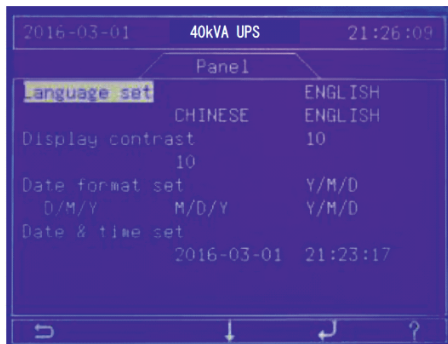 2016-03-01 40kVA UPS 21:26:09
Panel
Language set ENGLISH
CHINESE ENGLISH
Display contrast 10
10
Date format set Y/M/D
D/M/Y M/D/Y Y/M/D
Date & time set
2016-03-01 21:23:17
?